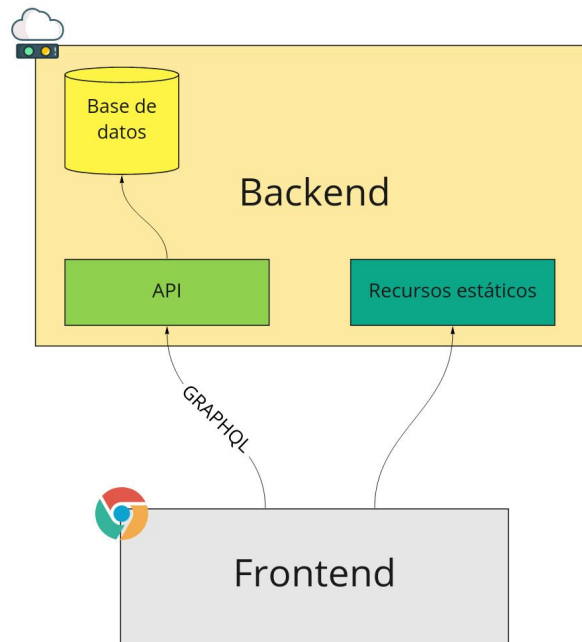 Base de
datos
Backend
API
Recursos estáticos
GRAPHQL
Frontend